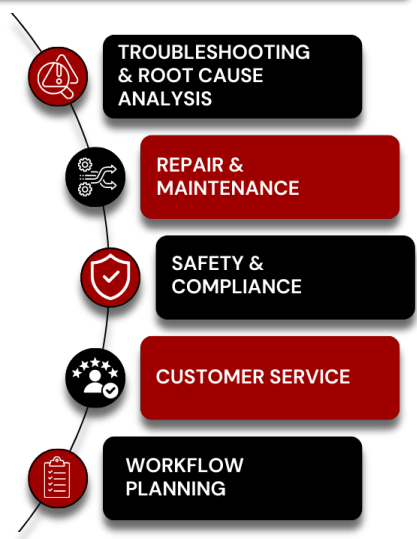 TROUBLESHOOTING
& ROOT CAUSE
ANALYSIS
REPAIR &
MAINTENANCE
SAFETY &
COMPLIANCE
CUSTOMER SERVICE
WORKFLOW
PLANNING